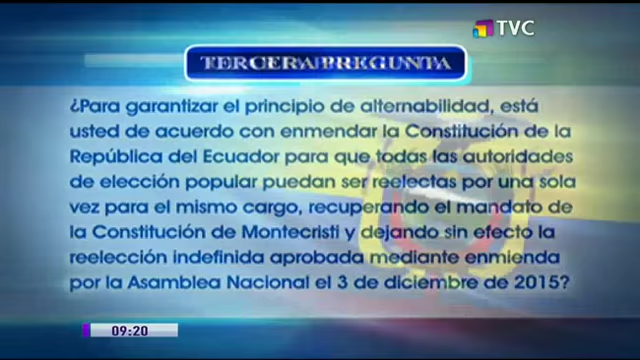 TVC
TERCERA PREGUNTA
¿Para garantizar el principio de alternabilidad, está
usted de acuerdo con enmendar la Constitución de la
República del Ecuador para que todas las autoridades
de elección popular puedan ser reelectas por una sola
vez para el mismo cargo, recuperando el mandato de
la Constitución de Montecristi y dejando sin efecto la
reelección indefinida aprobada mediante enmienda
por la Asamblea Nacional el 3 de diciembre de 2015?
09:20